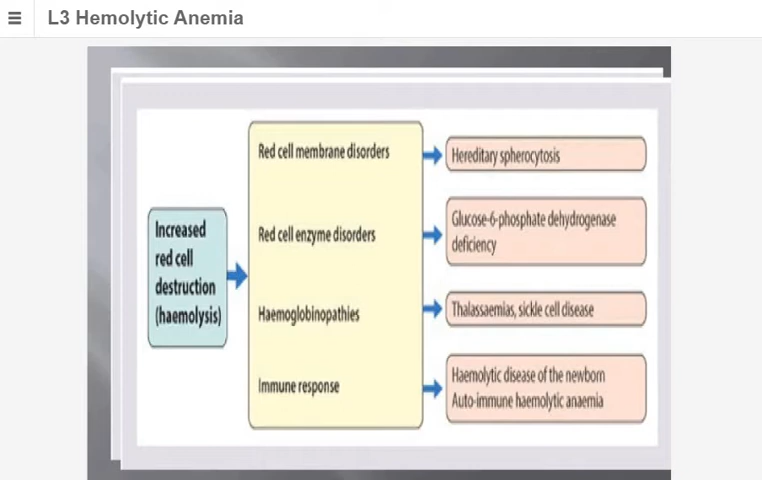 L3 Hemolytic Anemia
Increased
red cell
destruction
(haemolysis)
Red cell membrane disorders
Hereditary spherocytosis
Red cell enzyme disorders
Glucose-6-phosphate dehydrogenase
deficiency
Haemoglobinopathies
Thalassaemias, sickle cell disease
Immune response
Haemolytic disease of the newborn
Auto-immune haemolytic anaemia